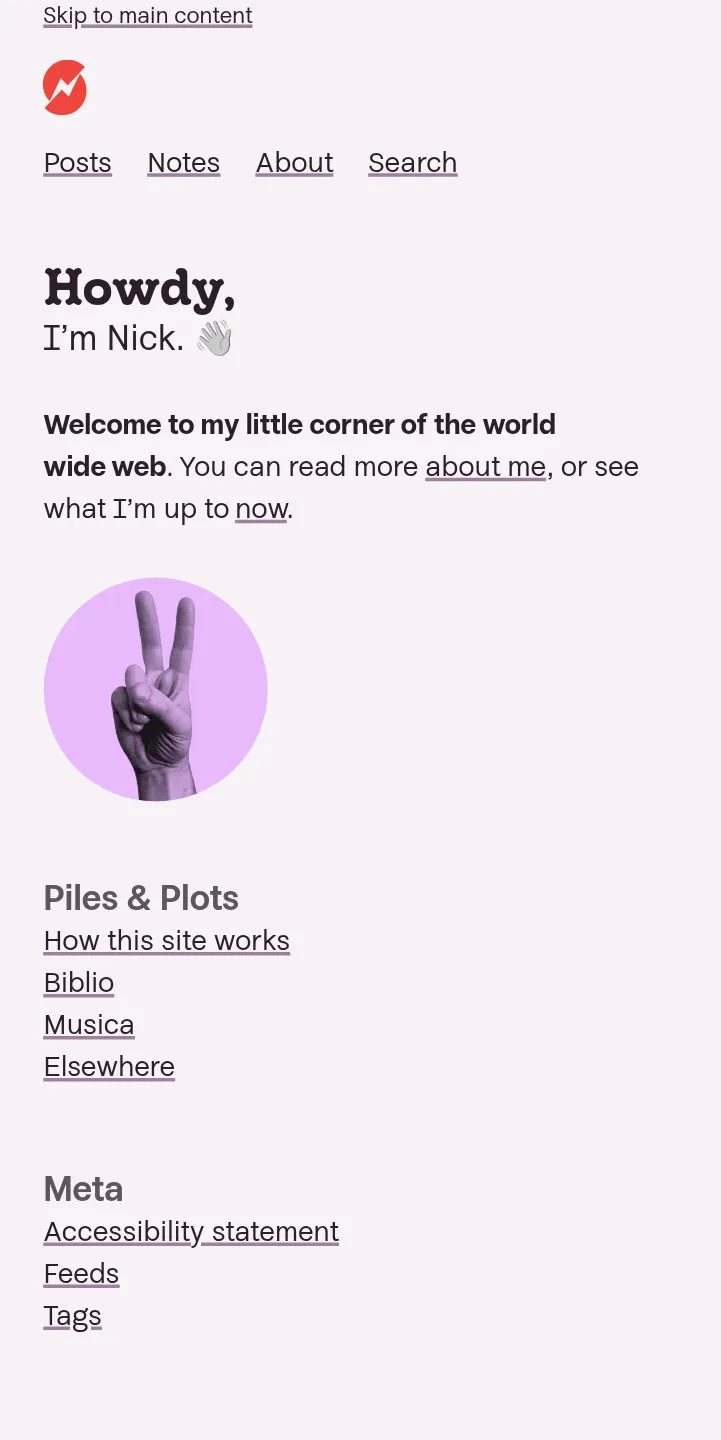 Skip to main content
Posts Notes About Search
Howdy,
I’m Nick. 👋
Welcome to my little corner of the world
wide web. You can read more about me, or see
what I’m up to now.
Piles & Plots
How this site works
Biblio
Musica
Elsewhere
Meta
Accessibility statement
Feeds
Tags